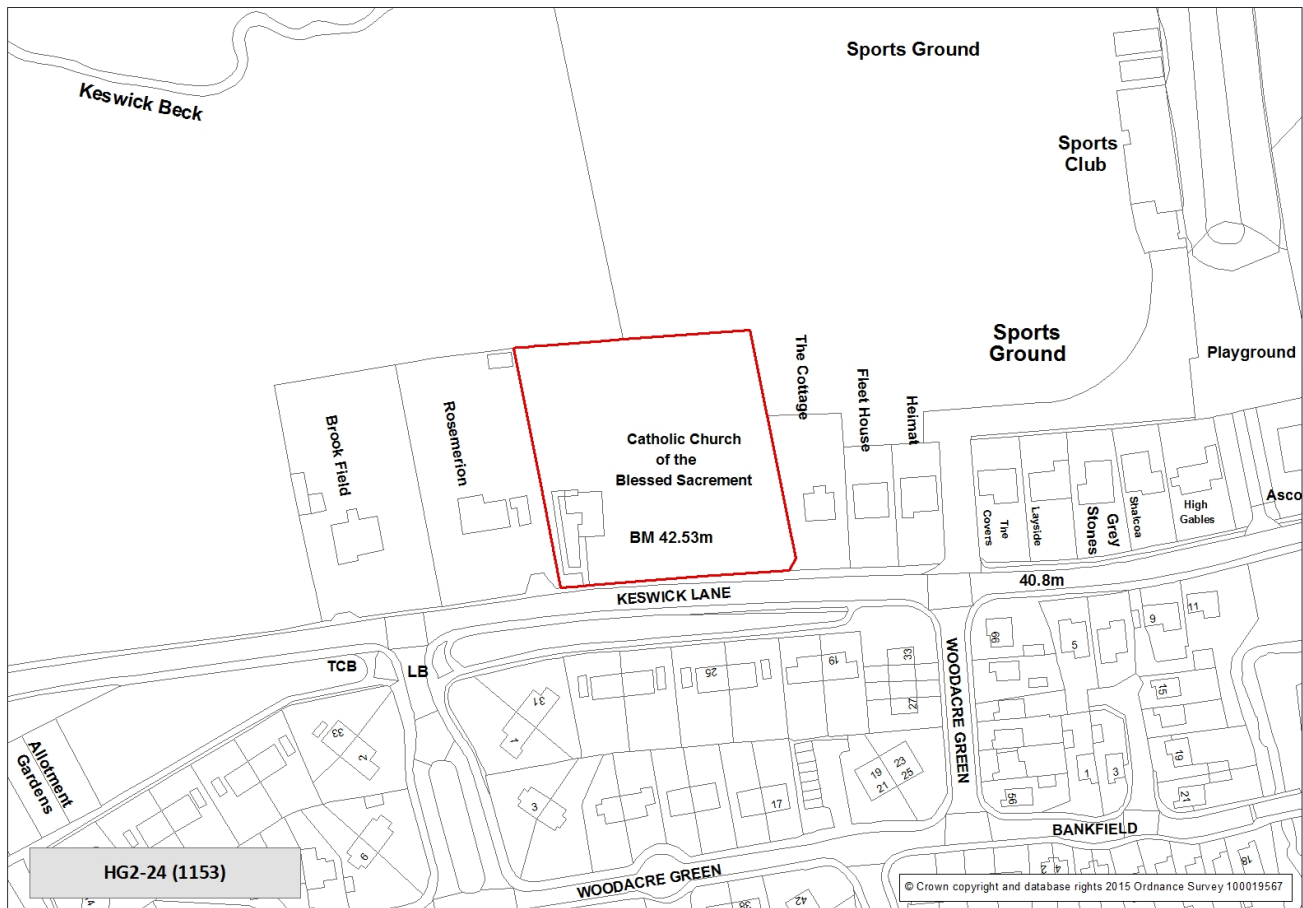 Sports Ground
Keswick Beck
Sports
Club
Sports
Ground
Playground
The Cottage
Fleet House
Heimat
Brook Field
Rosemerion
Catholic Church
of the
Blessed Sacrement
BM 42.53m
The
Covers
Layside
Grey
Stones
Shalcoa
High
Gables
Asco
40.8m
KESWICK LANE
TCB
LB
WOODACRE GREEN
66
5
9
11
15
19
21
1
3
56
33
27
19
25
31
1
3
17
19
21
23
25
33
2
6
Allotment
Gardens
BANKFIELD
WOODACRE GREEN
42
18
HG2-24 (1153)
© Crown copyright and database rights 2015 Ordnance Survey 100019567